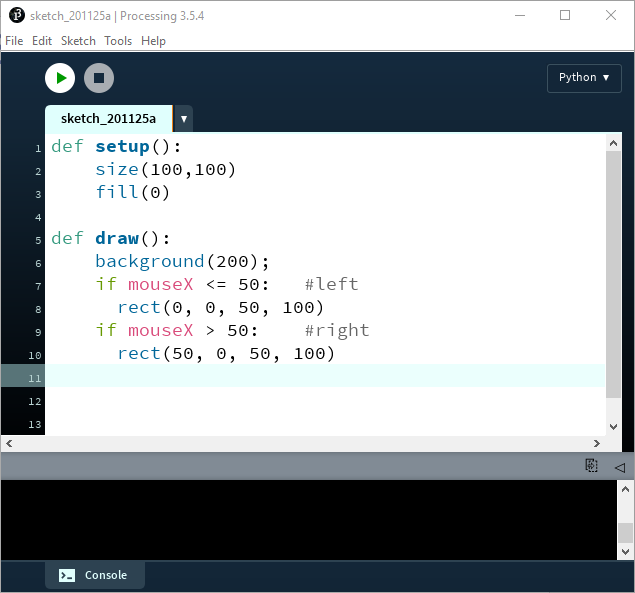 sketch_201125a | Processing 3.5.4
File Edit Sketch Tools Help
Python ▼
sketch_201125a ▼
1 def setup():
2     size(100,100)
3     fill(0)
4
5 def draw():
6     background(200);
7     if mouseX <= 50:   #left
8       rect(0, 0, 50, 100)
9     if mouseX > 50:    #right
10       rect(50, 0, 50, 100)
11
12
13
Console